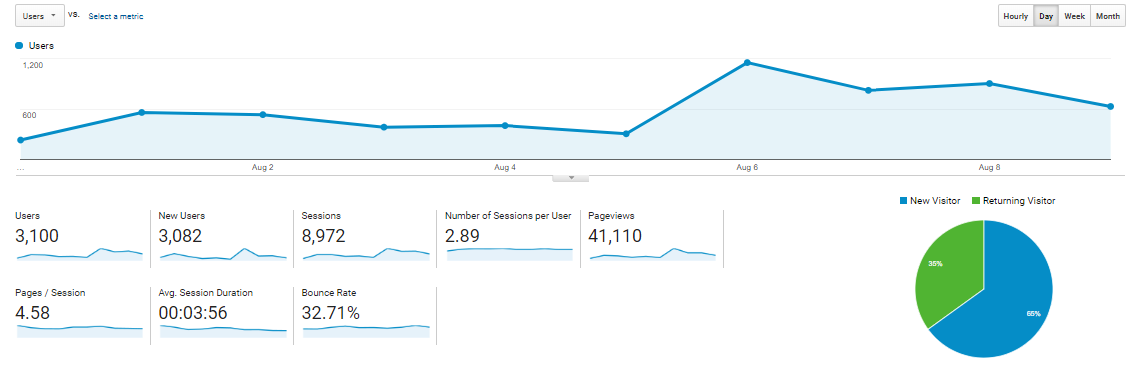 Users vs. Select a metric Hourly Day Week Month
Users
1,200
600
... Aug 2 Aug 4 Aug 6 Aug 8
New Visitor Returning Visitor
Users New Users Sessions Number of Sessions per User Pageviews
3,100 3,082 8,972 2.89 41,110
35%
Pages / Session Avg. Session Duration Bounce Rate
4.58 00:03:56 32.71%
65%